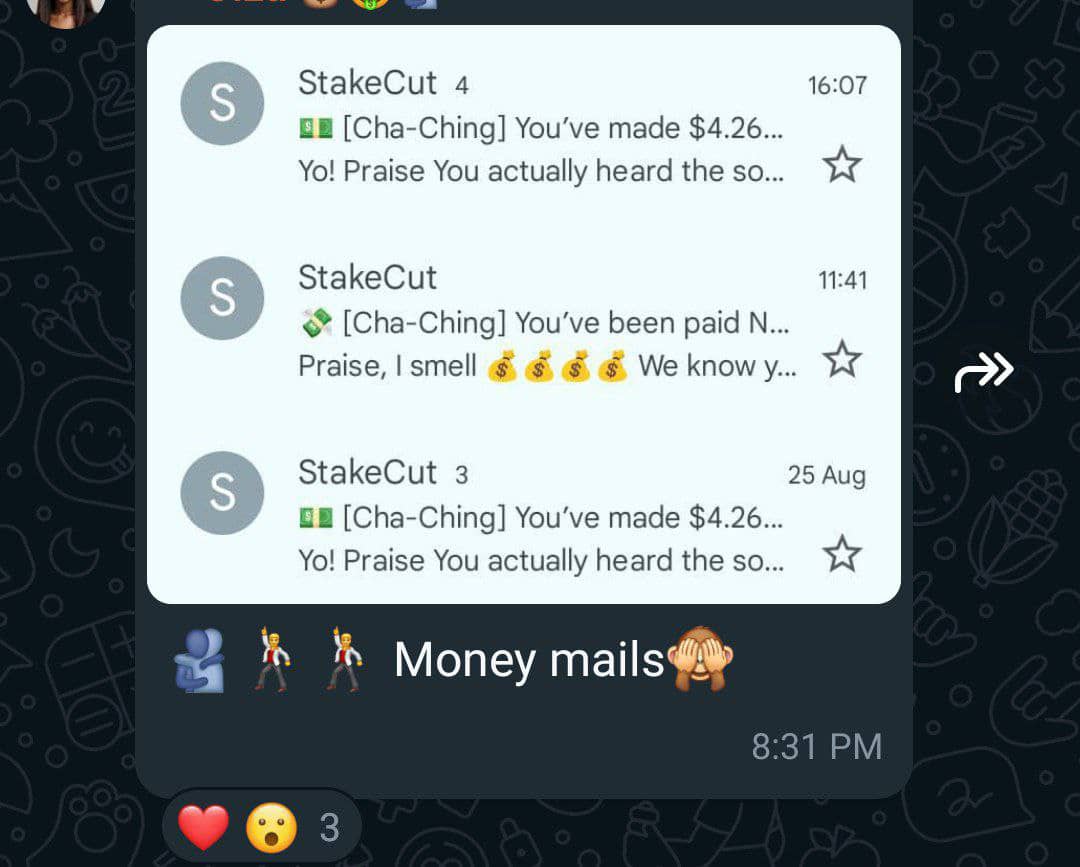 S
StakeCut 4
16:07
💵 [Cha-Ching] You’ve made $4.26...
Yo! Praise You actually heard the so...
S
StakeCut
11:41
💸 [Cha-Ching] You’ve been paid N...
Praise, I smell 💰💰💰💰 We know y...
S
StakeCut 3
25 Aug
💵 [Cha-Ching] You’ve made $4.26...
Yo! Praise You actually heard the so...
🫂🕺🕺 Money mails🙈
8:31 PM
❤️😮 3